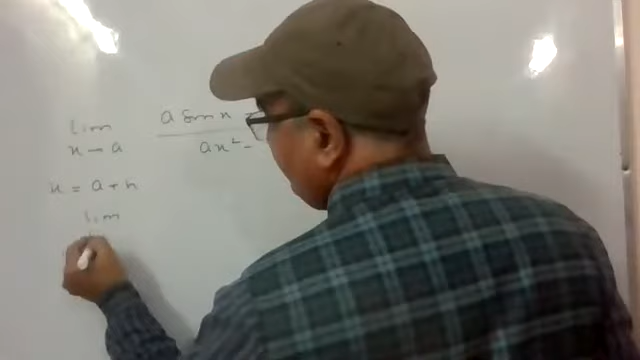 lim a sin x
x→a ax² -
x = a + h
lim